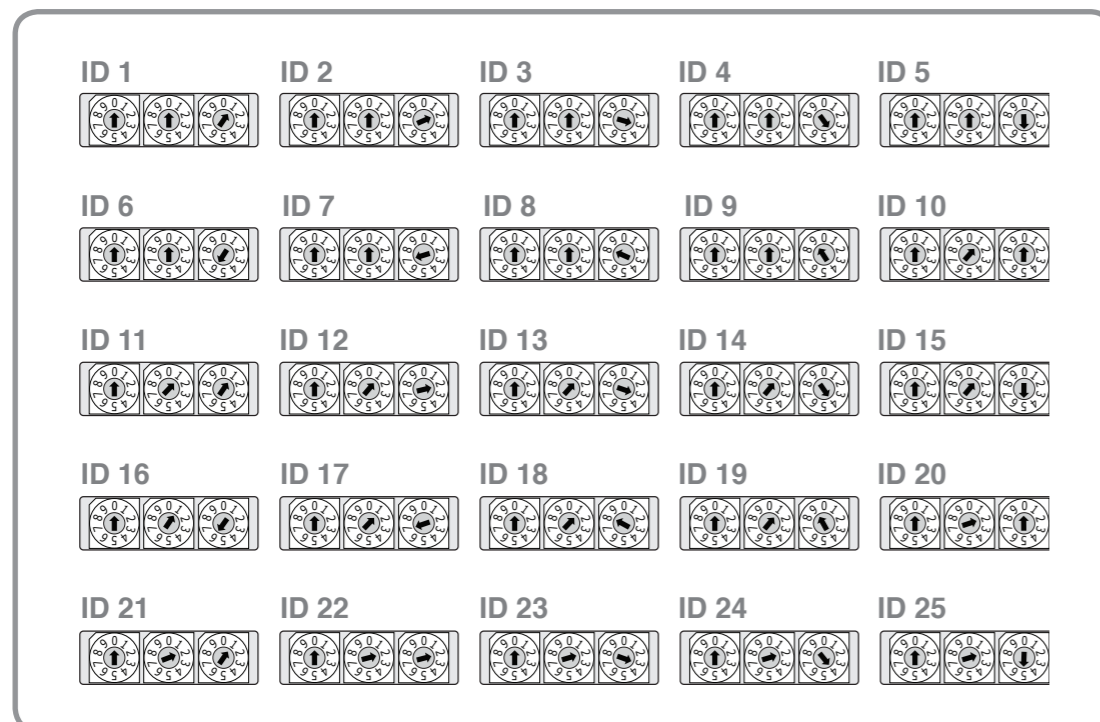 ID 1 ID 2 ID 3 ID 4 ID 5
ID 6 ID 7 ID 8 ID 9 ID 10
ID 11 ID 12 ID 13 ID 14 ID 15
ID 16 ID 17 ID 18 ID 19 ID 20
ID 21 ID 22 ID 23 ID 24 ID 25